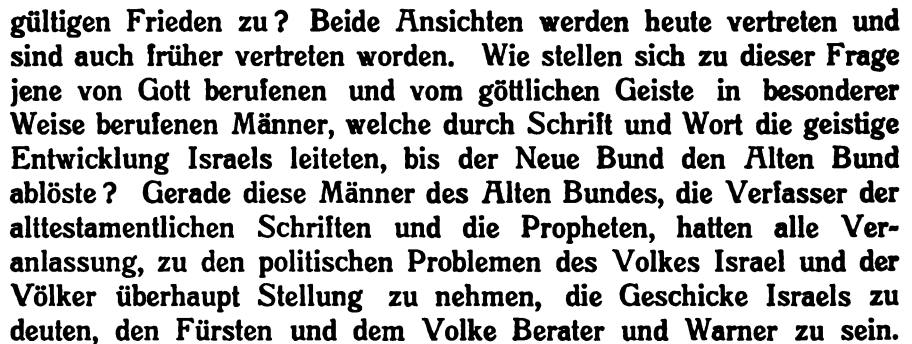 gültigen Frieden zu? Beide Ansichten werden heute vertreten und
sind auch früher vertreten worden. Wie stellen sich zu dieser Frage
jene von Gott berufenen und vom göttlichen Geiste in besonderer
Weise berufenen Männer, welche durch Schrift und Wort die geistige
Entwicklung Israels leiteten, bis der Neue Bund den Alten Bund
ablöste? Gerade diese Männer des Alten Bundes, die Verfasser der
alttestamentlichen Schriften und die Propheten, hatten alle Ver-
anlassung, zu den politischen Problemen des Volkes Israel und der
Völker überhaupt Stellung zu nehmen, die Geschicke Israels zu
deuten, den Fürsten und dem Volke Berater und Warner zu sein.